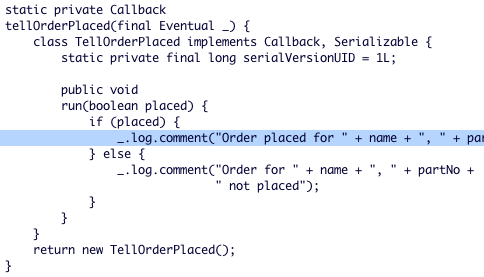 static private Callback
tellOrderPlaced(final Eventual _) {
    class TellOrderPlaced implements Callback, Serializable {
        static private final long serialVersionUID = 1L;

        public void
        run(boolean placed) {
            if (placed) {
                _.log.comment("Order placed for " + name + ", " +
            } else {
                _.log.comment("Order for " + name + ", " + partNo +
                              " not placed");
            }
        }
    }
    return new TellOrderPlaced();
}